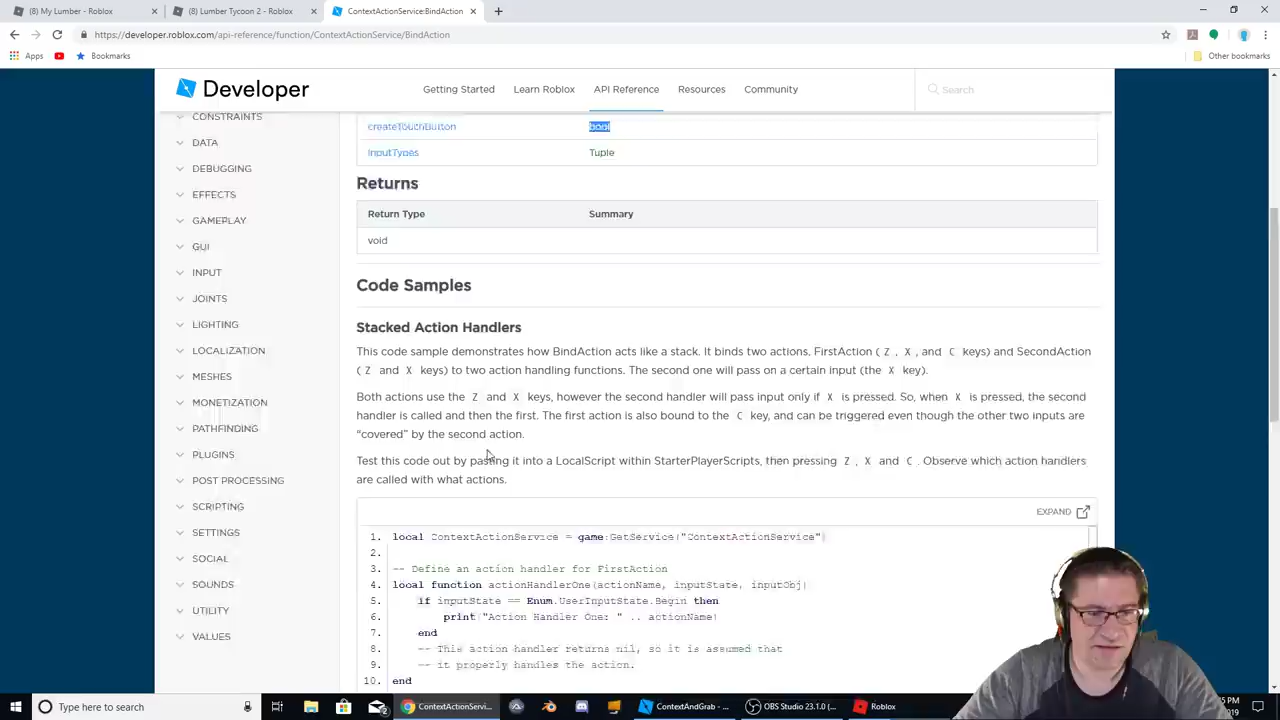 (8) My Lumber - Roblox
(8) Lumber Tycoon 2 - Roblox
ContextActionService:BindAction
https://developer.roblox.com/api-reference/function/ContextActionService/BindAction
Apps
Bookmarks
Other bookmarks
Developer
Getting Started
Learn Roblox
API Reference
Resources
Community
Search
CONSTRAINTS
DATA
DEBUGGING
EFFECTS
GAMEPLAY
GUI
INPUT
JOINTS
LIGHTING
LOCALIZATION
MESHES
MONETIZATION
PATHFINDING
PLUGINS
POST PROCESSING
SCRIPTING
SETTINGS
SOCIAL
SOUNDS
UTILITY
VALUES
createTouchButton bool
inputTypes Tuple
Returns
Return Type Summary
void
Code Samples
Stacked Action Handlers
This code sample demonstrates how BindAction acts like a stack. It binds two actions, FirstAction ( Z , X , and C keys) and SecondAction
( Z and X keys) to two action handling functions. The second one will pass on a certain input (the X key).
Both actions use the Z and X keys, however the second handler will pass input only if X is pressed. So, when X is pressed, the second
handler is called and then the first. The first action is also bound to the C key, and can be triggered even though the other two inputs are
“covered” by the second action.
Test this code out by pasting it into a LocalScript within StarterPlayerScripts, then pressing Z , X and C . Observe which action handlers
are called with what actions.
EXPAND
1. local ContextActionService = game:GetService("ContextActionService")
2.
3. -- Define an action handler for FirstAction
4. local function actionHandlerOne(actionName, inputState, inputObj)
5. if inputState == Enum.UserInputState.Begin then
6. print("Action Handler One: " .. actionName)
7. end
8. -- This action handler returns nil, so it is assumed that
9. -- it properly handles the action.
10. end
Type here to search
ContextActionServi...
ContextAndGrab - ...
OBS Studio 23.1.0 (...
Roblox
5 PM
2019